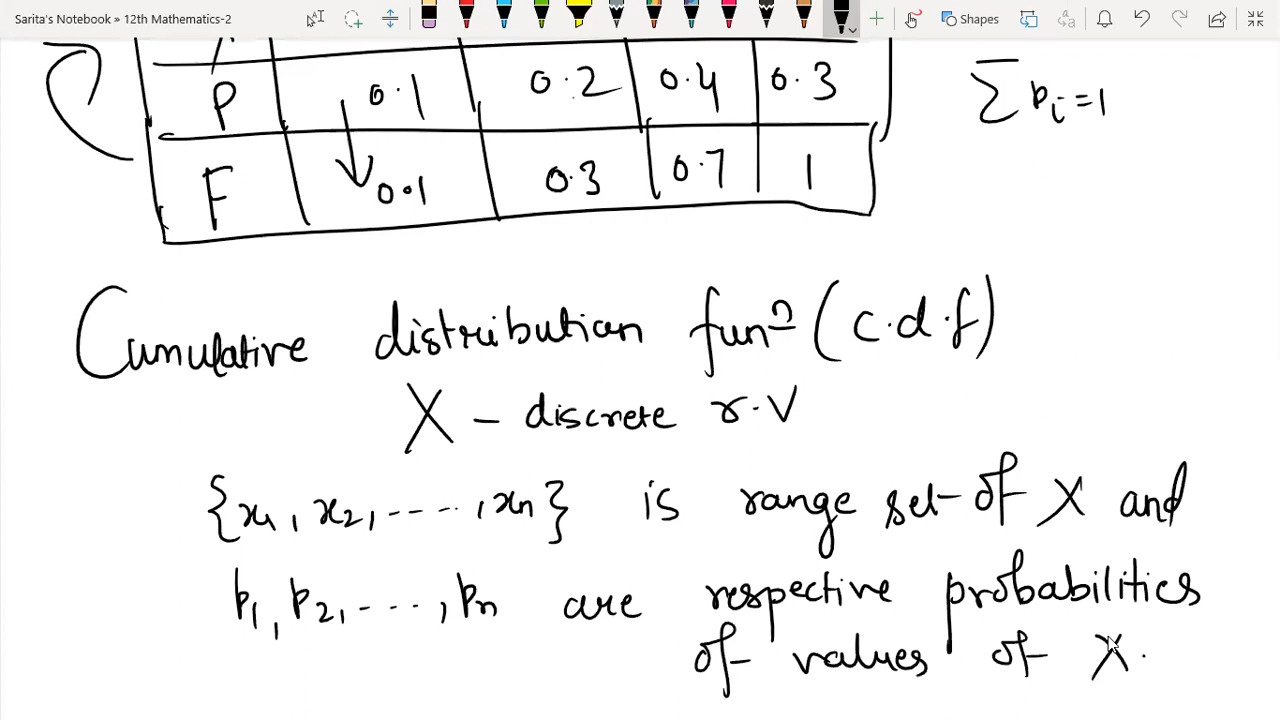 Sarita's Notebook » 12th Mathematics-2
Shapes
P 0.1 0.2 0.4 0.3
∑ pi = 1
F 0.1 0.3 0.7 1
Cumulative distribution funⁿ (c.d.f)
X - discrete r.v
{x1, x2, ....., xn} is range set of X and
p1, p2, ....., pn are respective probabilities
of values of X.